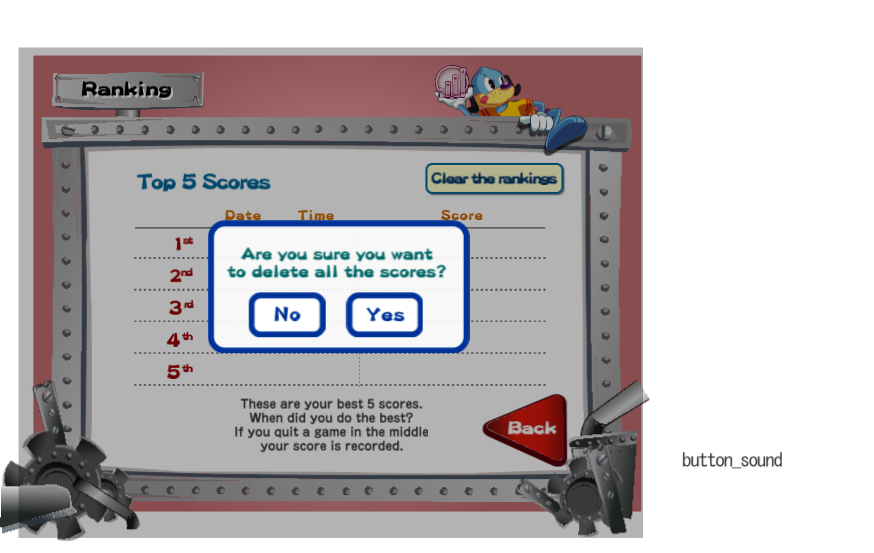 Ranking
Top 5 Scores
Clear the rankings
Date Time Score
1st
2nd
3rd
4th
5th
Are you sure you want
to delete all the scores?
No Yes
These are your best 5 scores.
When did you do the best?
If you quit a game in the middle
your score is recorded.
Back
button_sound